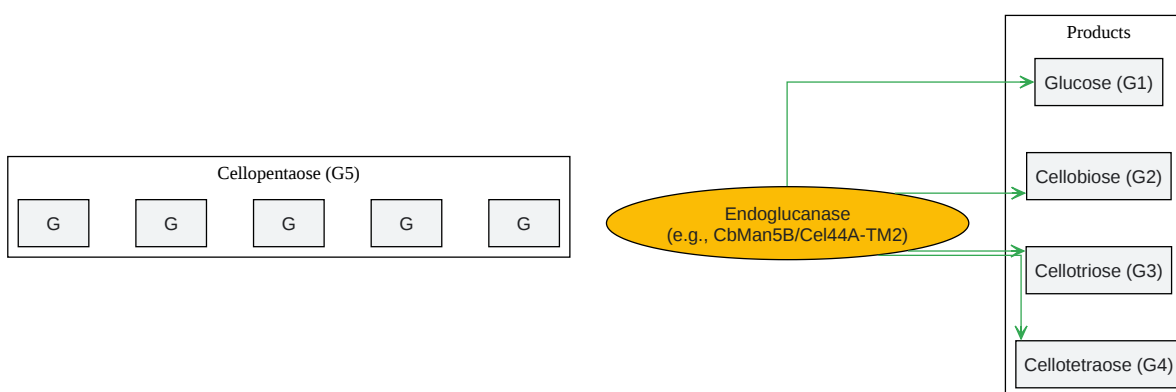 Cellopentaose (G5)
G
G
G
G
G
Endoglucanase
(e.g., CbMan5B/Cel44A-TM2)
Products
Glucose (G1)
Cellobiose (G2)
Cellotriose (G3)
Cellotetraose (G4)